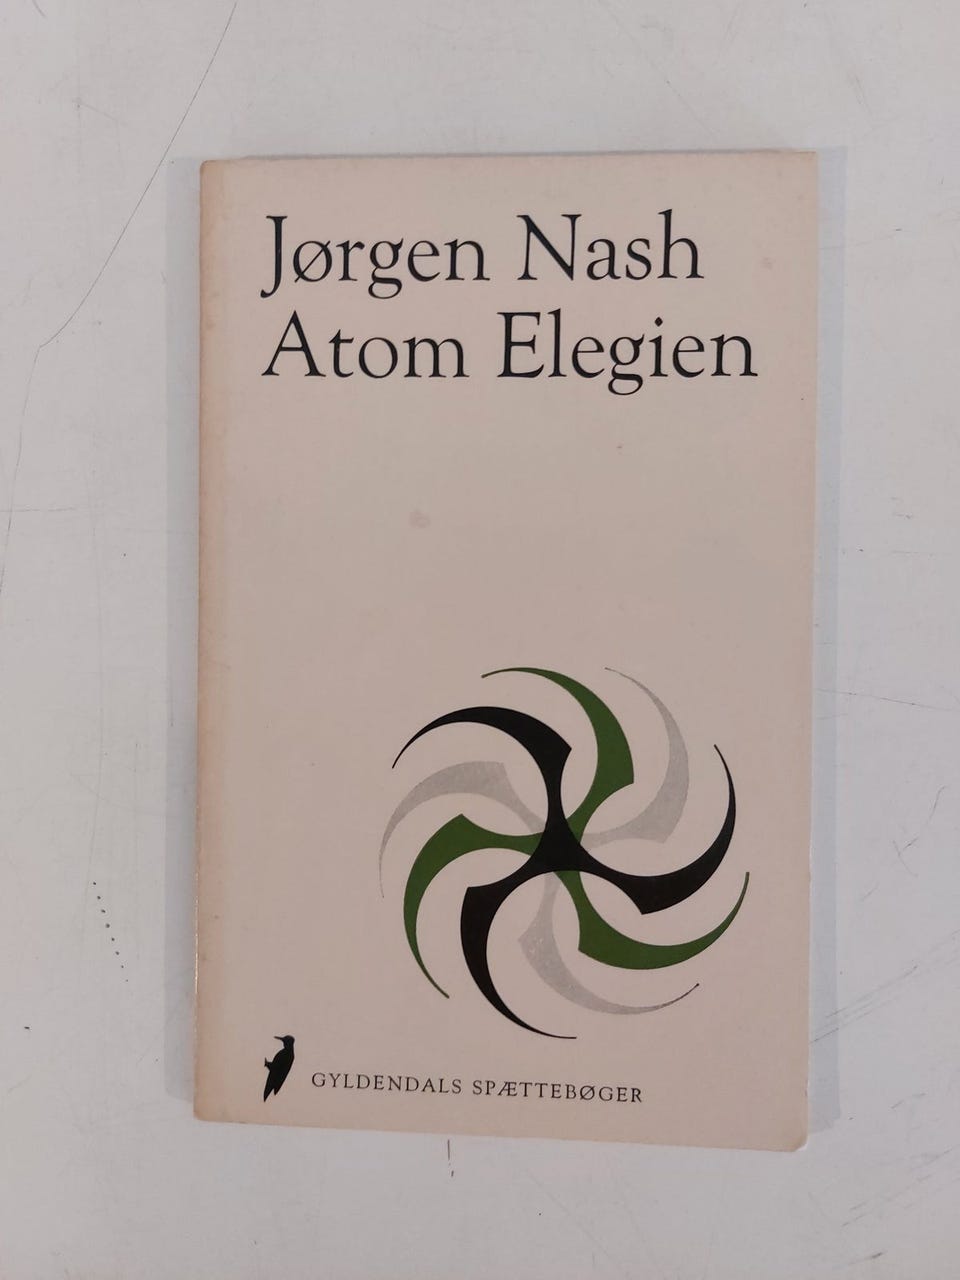 Jørgen Nash
Atom Elegien
GYLDENDALS SPÆTTEBØGER